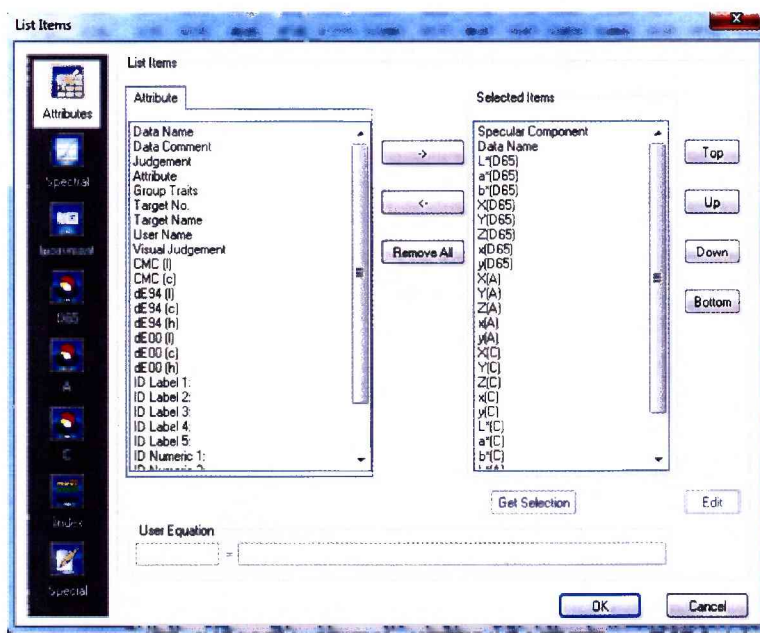 List Items
List Items
Attributes
Spectral
Instrument
D65
A
C
Index
Special
Attribute
Data Name
Data Comment
Judgement
Attribute
Group Traits
Target No.
Target Name
User Name
Visual Judgement
CMC (l)
CMC (c)
dE94 (l)
dE94 (c)
dE94 (h)
dE00 (l)
dE00 (c)
dE00 (h)
ID Label 1:
ID Label 2:
ID Label 3:
ID Label 4:
ID Label 5:
ID Numeric 1:
->
<-
Remove All
Selected Items
Specular Component
Data Name
L*(D65)
a*(D65)
b*(D65)
X(D65)
Y(D65)
Z(D65)
x(D65)
y(D65)
X(A)
Y(A)
Z(A)
x(A)
y(A)
X(C)
Y(C)
Z(C)
x(C)
y(C)
L*(C)
a*(C)
b*(C)
Top
Up
Down
Bottom
Get Selection
Edit
User Equation
=
OK
Cancel